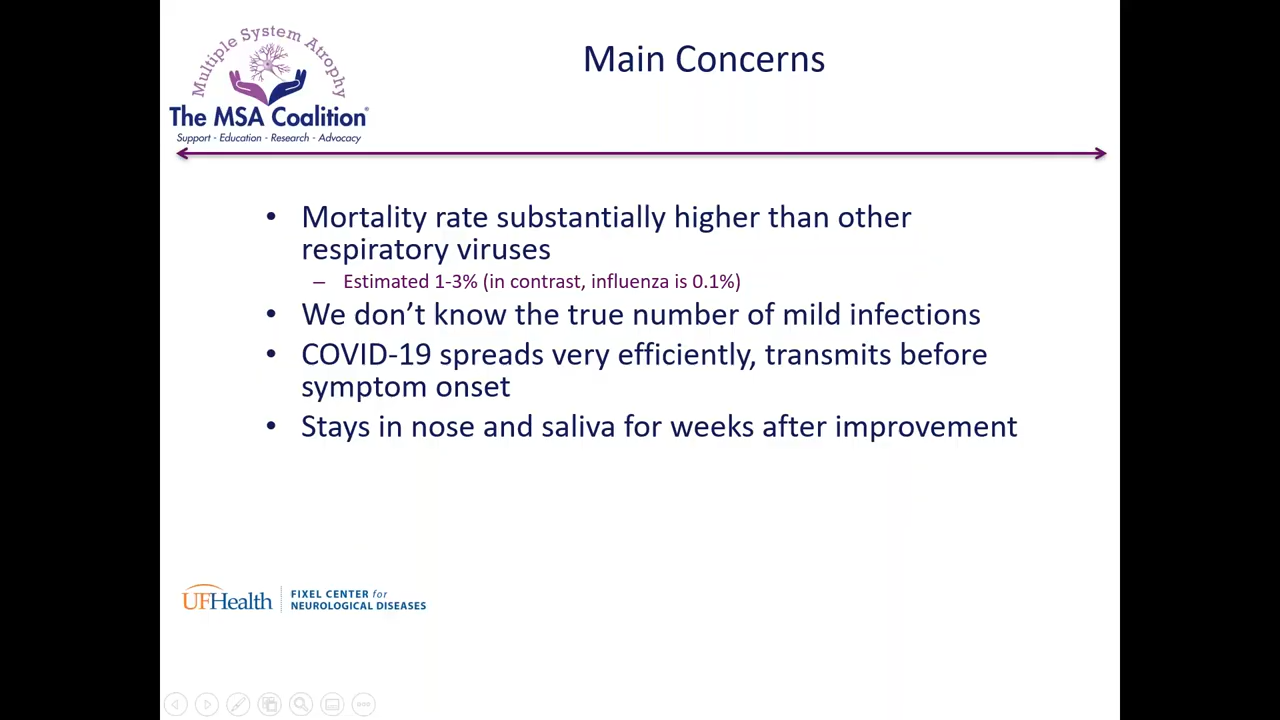 Multiple System Atrophy
The MSA Coalition®
Support - Education - Research - Advocacy
Main Concerns
• Mortality rate substantially higher than other
respiratory viruses
– Estimated 1-3% (in contrast, influenza is 0.1%)
• We don’t know the true number of mild infections
• COVID-19 spreads very efficiently, transmits before
symptom onset
• Stays in nose and saliva for weeks after improvement
UFHealth
FIXEL CENTER for
NEUROLOGICAL DISEASES